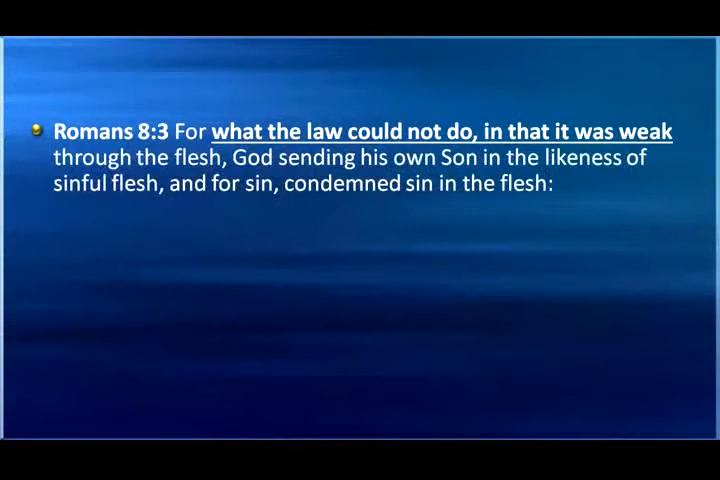 Romans 8:3 For what the law could not do, in that it was weak
through the flesh, God sending his own Son in the likeness of
sinful flesh, and for sin, condemned sin in the flesh: